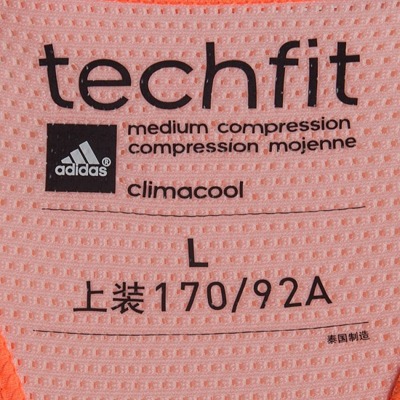 techfit
medium compression
compression mojenne
adidas®
climacool
L
上装170/92A
泰国制造